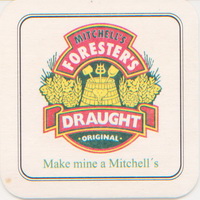 MITCHELL'S
FORESTER'S
DRAUGHT
· ORIGINAL ·
Make mine a Mitchell's